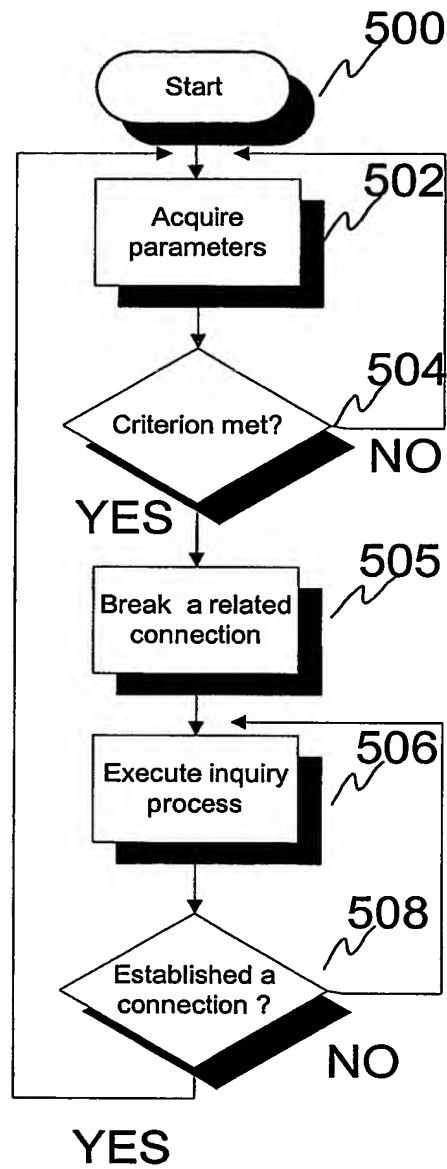 500
Start
502
Acquire
parameters
504
Criterion met?
NO
YES
505
Break a related
connection
506
Execute inquiry
process
508
Established a
connection ?
NO
YES